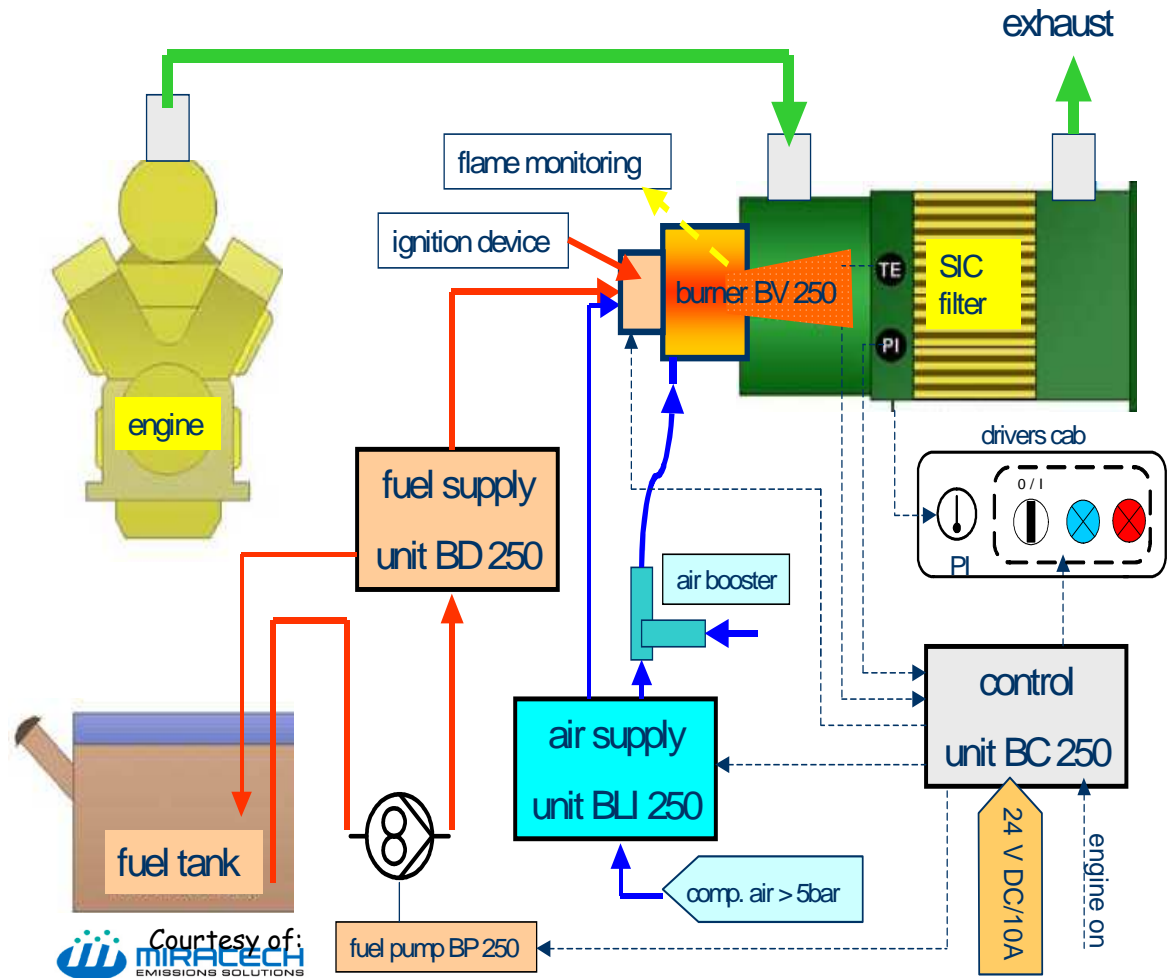 exhaust
flame monitoring
ignition device
burner BV 250
TE
SIC
filter
PI
engine
drivers cab
fuel supply
unit BD 250
0 / I
PI
air booster
control
unit BC 250
air supply
unit BLI 250
fuel tank
24 V DC/10A
engine on
comp. air > 5bar
fuel pump BP 250
Courtesy of:
MIRATECH
EMISSIONS SOLUTIONS